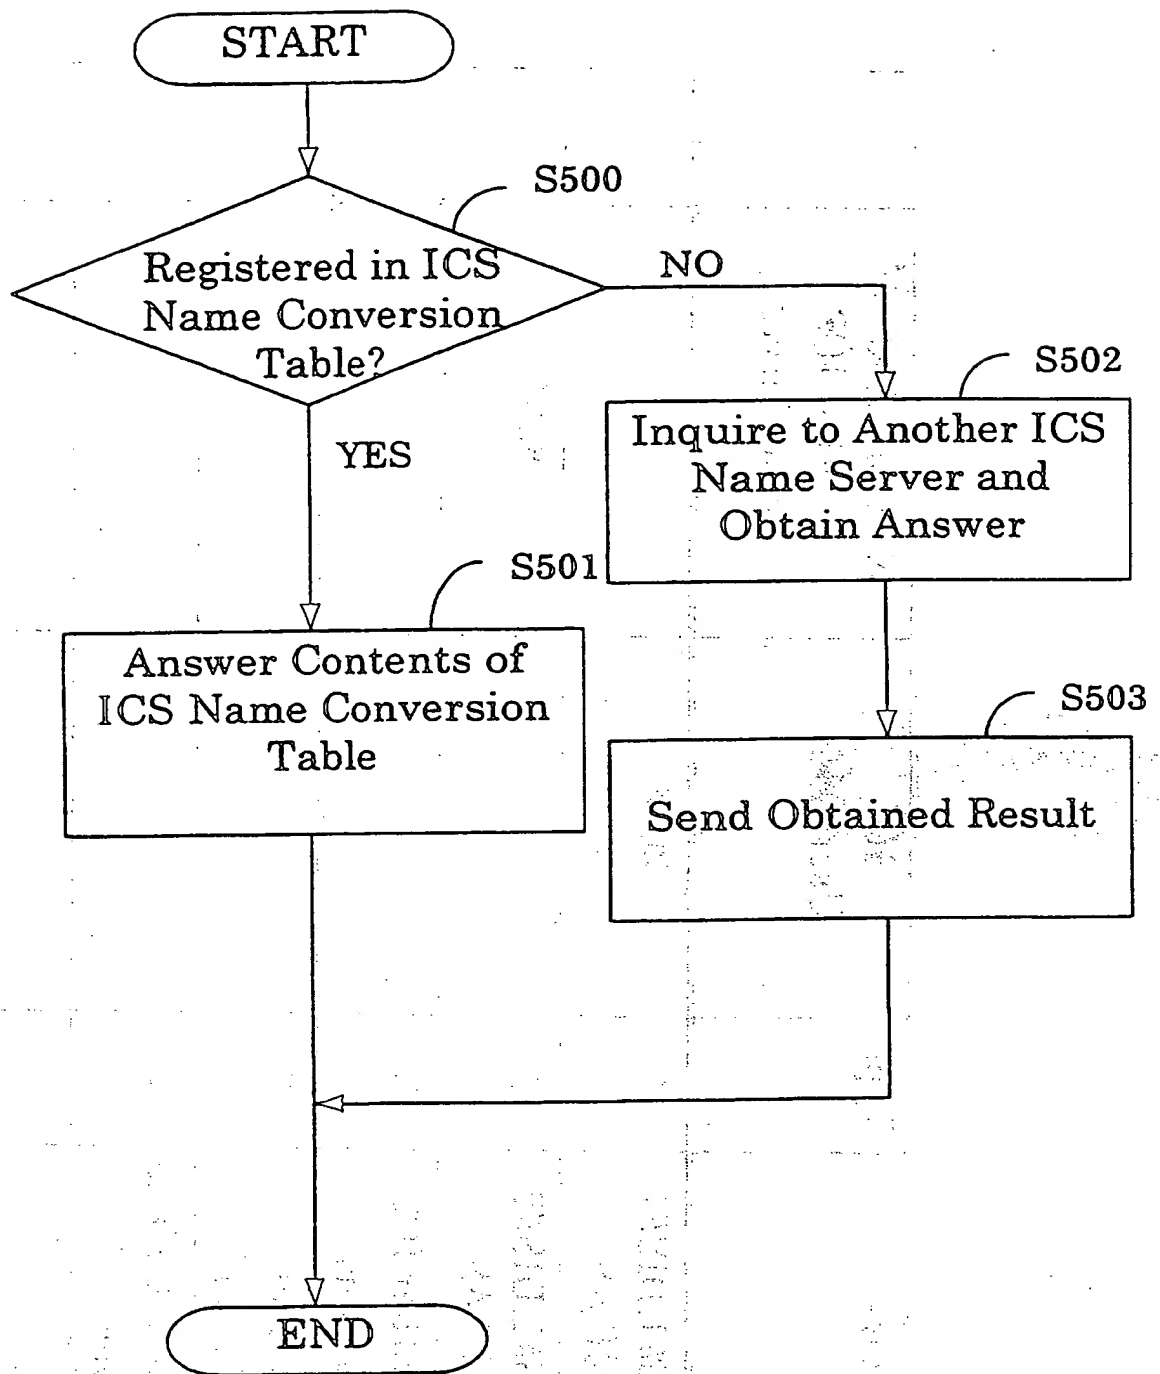 START
S500
Registered in ICS
Name Conversion
Table?
NO
YES
S502
Inquire to Another ICS
Name Server and
Obtain Answer
S501
Answer Contents of
ICS Name Conversion
Table
S503
Send Obtained Result
END